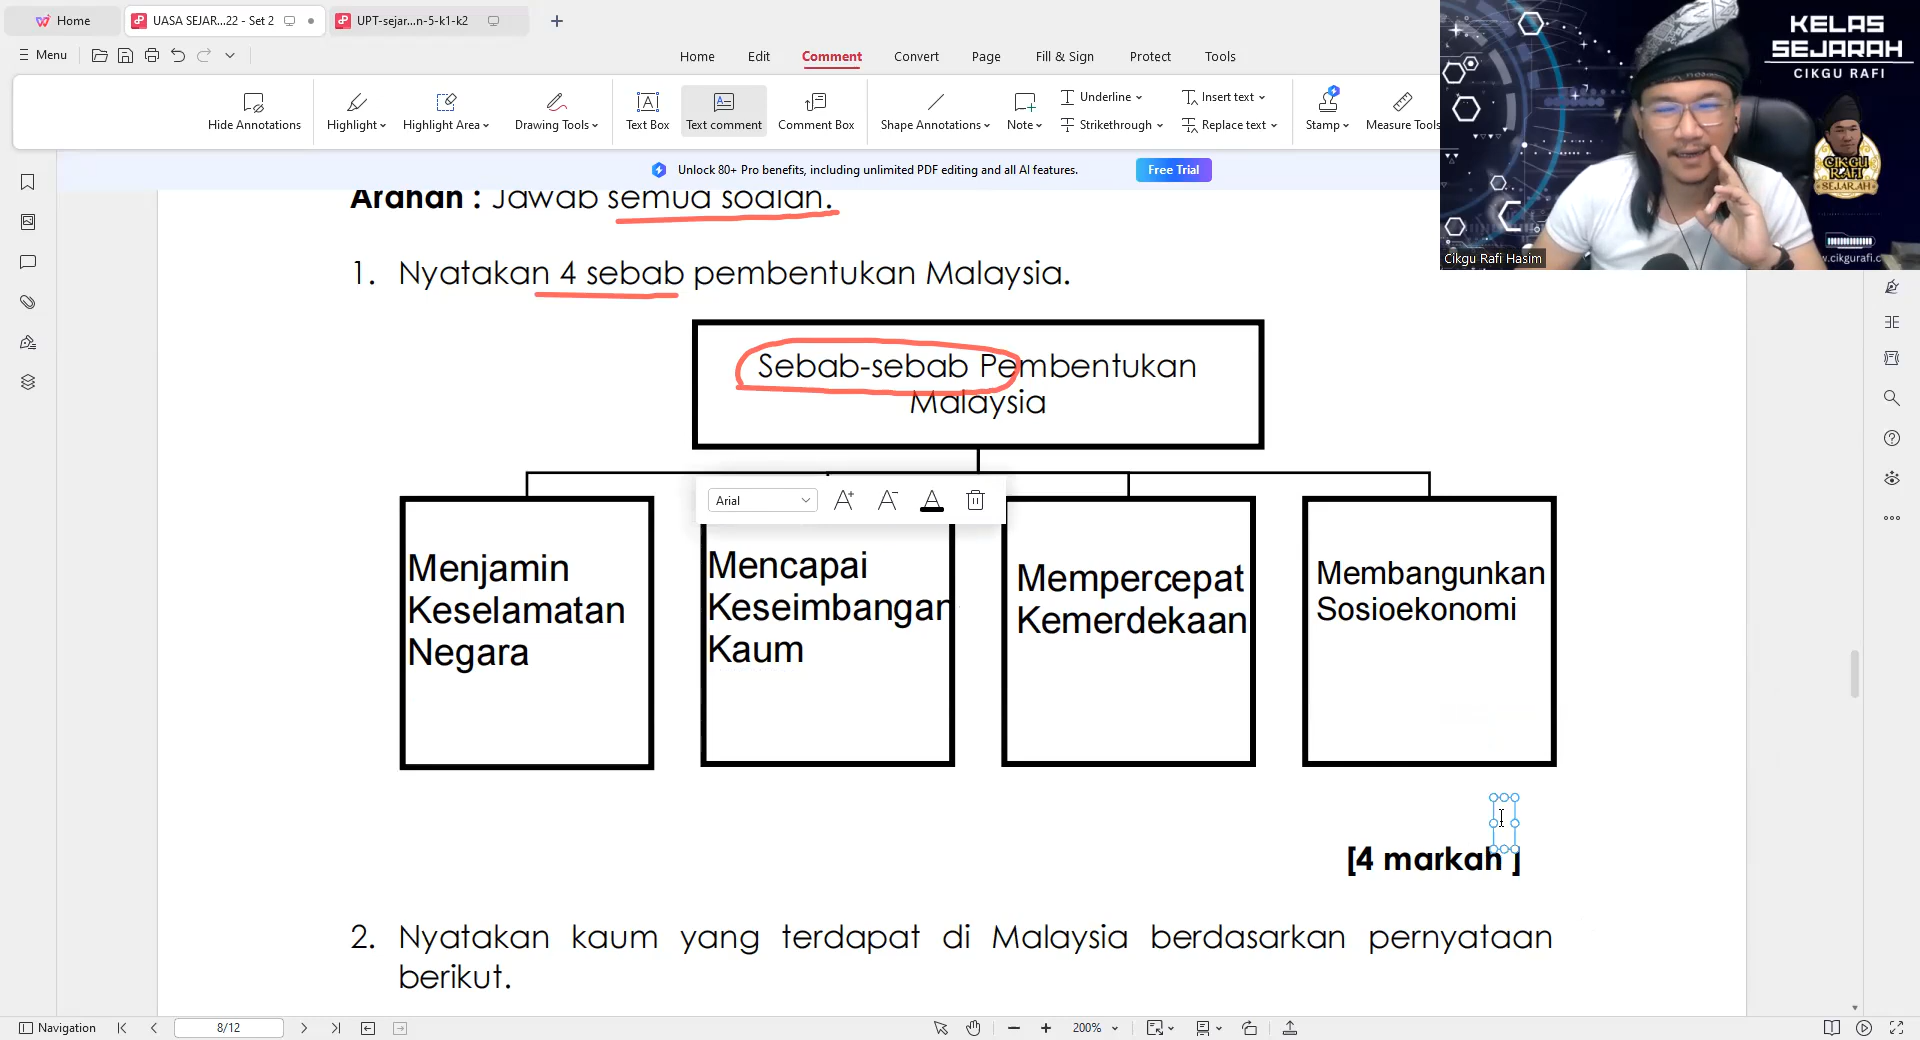 Home
UASA SEJAR...22 - Set 2
UPT-sejar...n-5-k1-k2
Menu
Home
Edit
Comment
Convert
Page
Fill & Sign
Protect
Tools
Hide Annotations
Highlight
Highlight Area
Drawing Tools
Text Box
Text comment
Comment Box
Shape Annotations
Note
Underline
Strikethrough
Insert text
Replace text
Stamp
Measure Tools
Unlock 80+ Pro benefits, including unlimited PDF editing and all AI features.
Free Trial
KELAS
SEJARAH
CIKGU RAFI
CIKGU
RAFI
SEJARAH
Cikgu Rafi Hasim
Arahan : Jawab semua soalan.
1. Nyatakan 4 sebab pembentukan Malaysia.
Sebab-sebab Pembentukan
Malaysia
Arial
Menjamin
Keselamatan
Negara
Mencapai
Keseimbangan
Kaum
Mempercepat
Kemerdekaan
Membangunkan
Sosioekonomi
[4 markah ]
2. Nyatakan kaum yang terdapat di Malaysia berdasarkan pernyataan
berikut.
Navigation
8/12
200%